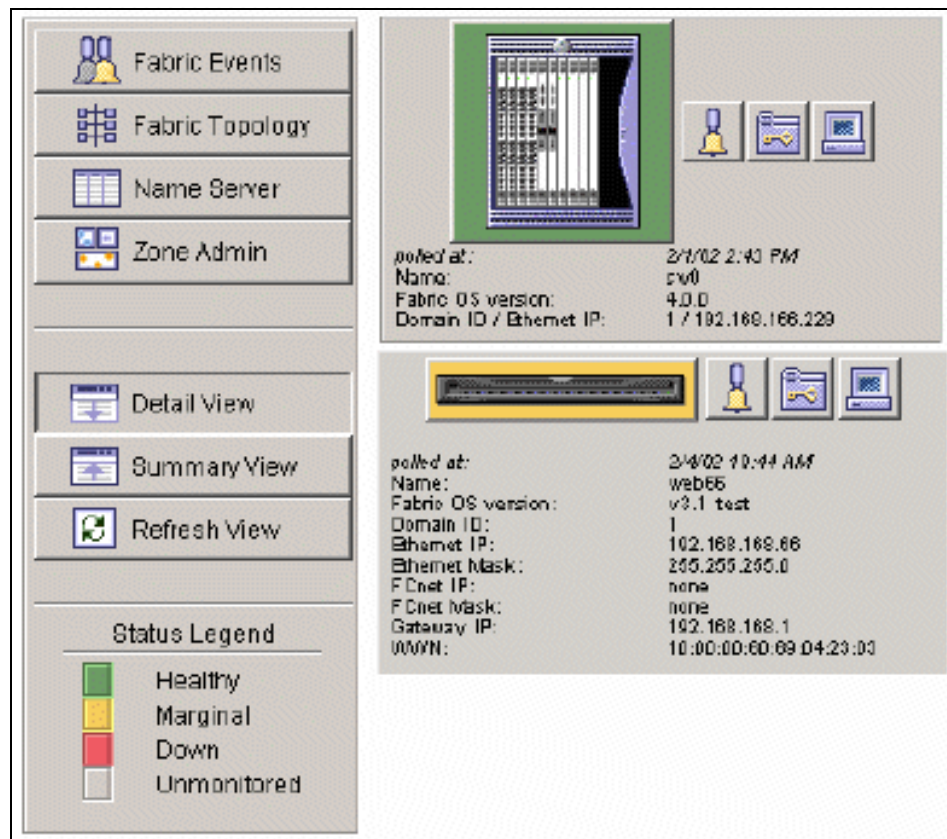 Fabric Events
Fabric Topology
Name Server
Zone Admin
Detail View
Summary View
Refresh View
Status Legend
Healthy
Marginal
Down
Unmonitored
polled at: 2/1/02 2:43 PM
Name: sw0
Fabric OS version: 4.0.0
Domain ID / Ethernet IP: 1 / 192.168.166.229
polled at: 2/4/02 10:44 AM
Name: web66
Fabric OS version: v3.1 test
Domain ID: 1
Ethernet IP: 192.168.168.66
Ethernet Mask: 255.255.255.0
FCnet IP: none
FCnet Mask: none
Gateway IP: 192.168.168.1
WWN: 10:00:00:60:69:04:23:03